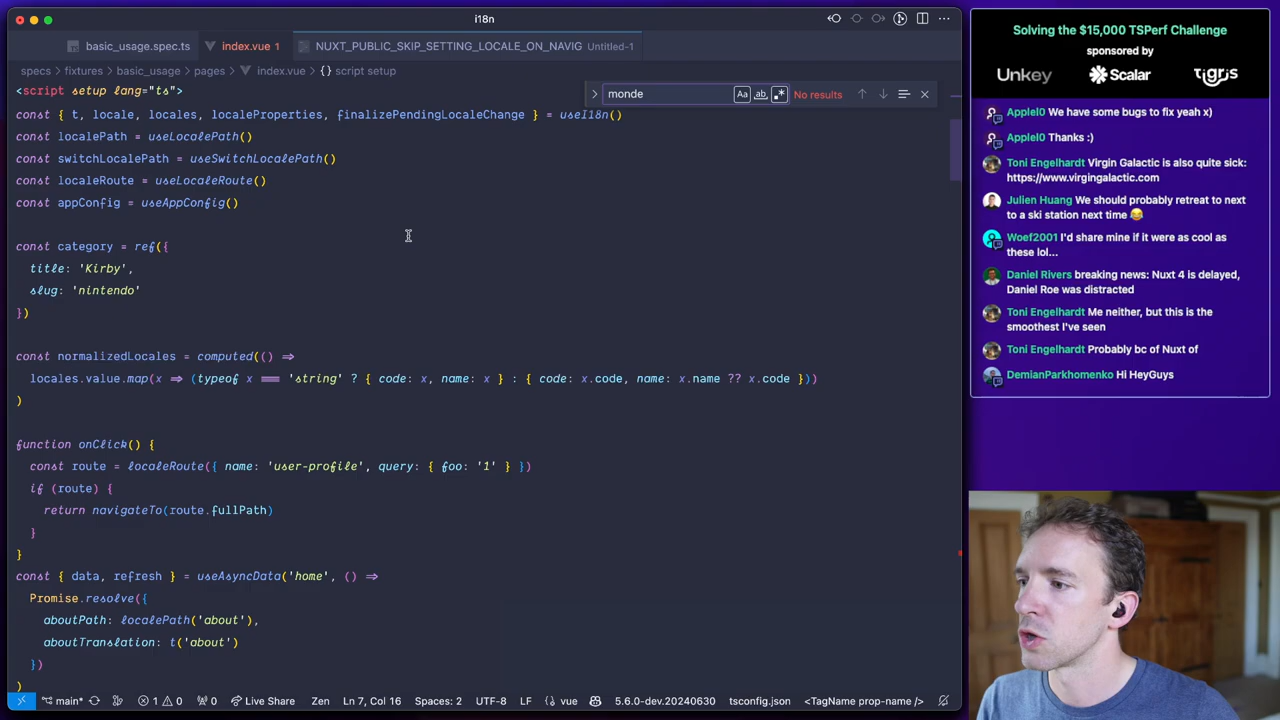 i18n
basic_usage.spec.ts
index.vue 1
NUXT_PUBLIC_SKIP_SETTING_LOCALE_ON_NAVIG Untitled-1
specs > fixtures > basic_usage > pages > index.vue > {} script setup
monde
Aa
ab
.*
No results
<script setup lang="ts">
const { t, locale, locales, localeProperties, finalizePendingLocaleChange } = useI18n()
const localePath = useLocalePath()
const switchLocalePath = useSwitchLocalePath()
const localeRoute = useLocaleRoute()
const appConfig = useAppConfig()
const category = ref({
title: 'Kirby',
slug: 'nintendo'
})
const normalizedLocales = computed(() =>
locales.value.map(x => (typeof x === 'string' ? { code: x, name: x } : { code: x.code, name: x.name ?? x.code }))
)
function onClick() {
const route = localeRoute({ name: 'user-profile', query: { foo: '1' } })
if (route) {
return navigateTo(route.fullPath)
}
}
const { data, refresh } = useAsyncData('home', () =>
Promise.resolve({
aboutPath: localePath('about'),
aboutTranslation: t('about')
})
)
main*
1
0
0
Live Share
Zen
Ln 7, Col 16
Spaces: 2
UTF-8
LF
{} vue
5.6.0-dev.20240630
tsconfig.json
<TagName prop-name />
Solving the $15,000 TSPerf Challenge
sponsored by
Unkey
Scalar
tigris
Applel0 We have some bugs to fix yeah x)
Applel0 Thanks :)
Toni Engelhardt Virgin Galactic is also quite sick:
https://www.virgingalactic.com
Julien Huang We should probably retreat to next
to a ski station next time 😂
Woef2001 I'd share mine if it were as cool as
these lol...
Daniel Rivers breaking news: Nuxt 4 is delayed,
Daniel Roe was distracted
Toni Engelhardt Me neither, but this is the
smoothest I've seen
Toni Engelhardt Probably bc of Nuxt of
DemianParkhomenko Hi HeyGuys